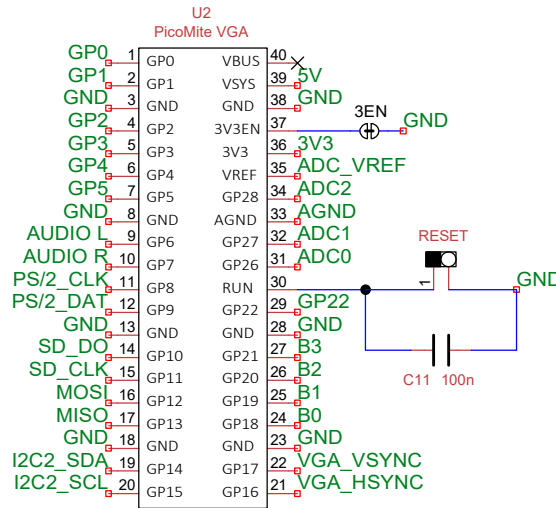 U2
PicoMite VGA
GP0 1 GP0 VBUS 40
GP1 2 GP1 VSYS 39 5V
GND 3 GND GND 38 GND
GP2 4 GP2 3V3EN 37 3EN GND
GP3 5 GP3 3V3 36 3V3
GP4 6 GP4 VREF 35 ADC_VREF
GP5 7 GP5 GP28 34 ADC2
GND 8 GND AGND 33 AGND
AUDIO L 9 GP6 GP27 32 ADC1
AUDIO R 10 GP7 GP26 31 ADC0
RESET
PS/2_CLK 11 GP8 RUN 30 1 GND
PS/2_DAT 12 GP9 GP22 29 GP22
GND 13 GND GND 28 GND
SD_DO 14 GP10 GP21 27 B3
SD_CLK 15 GP11 GP20 26 B2
C11 100n
MOSI 16 GP12 GP19 25 B1
MISO 17 GP13 GP18 24 B0
GND 18 GND GND 23 GND
I2C2_SDA 19 GP14 GP17 22 VGA_VSYNC
I2C2_SCL 20 GP15 GP16 21 VGA_HSYNC